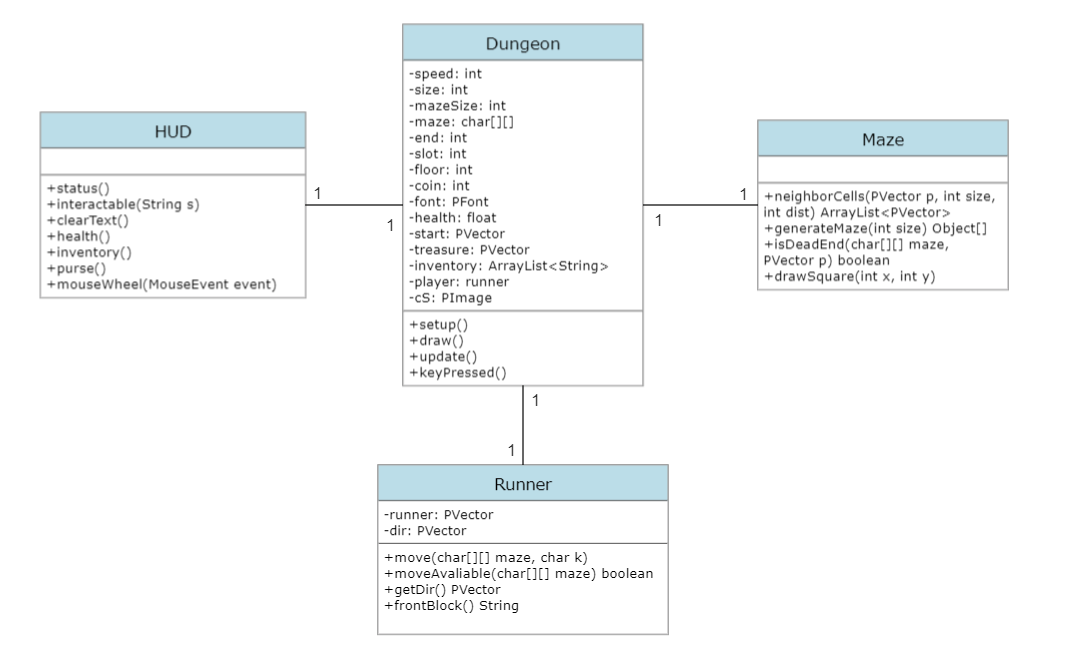 Dungeon
-speed: int
-size: int
-mazeSize: int
-maze: char[][]
-end: int
-slot: int
-floor: int
-coin: int
-font: PFont
-health: float
-start: PVector
-treasure: PVector
-inventory: ArrayList<String>
-player: runner
-cS: PImage
+setup()
+draw()
+update()
+keyPressed()
HUD
+status()
+interactable(String s)
+clearText()
+health()
+inventory()
+purse()
+mouseWheel(MouseEvent event)
1
1
Maze
+neighborCells(PVector p, int size,
int dist) ArrayList<PVector>
+generateMaze(int size) Object[]
+isDeadEnd(char[][] maze,
PVector p) boolean
+drawSquare(int x, int y)
1
1
1
1
Runner
-runner: PVector
-dir: PVector
+move(char[][] maze, char k)
+moveAvaliable(char[][] maze) boolean
+getDir() PVector
+frontBlock() String